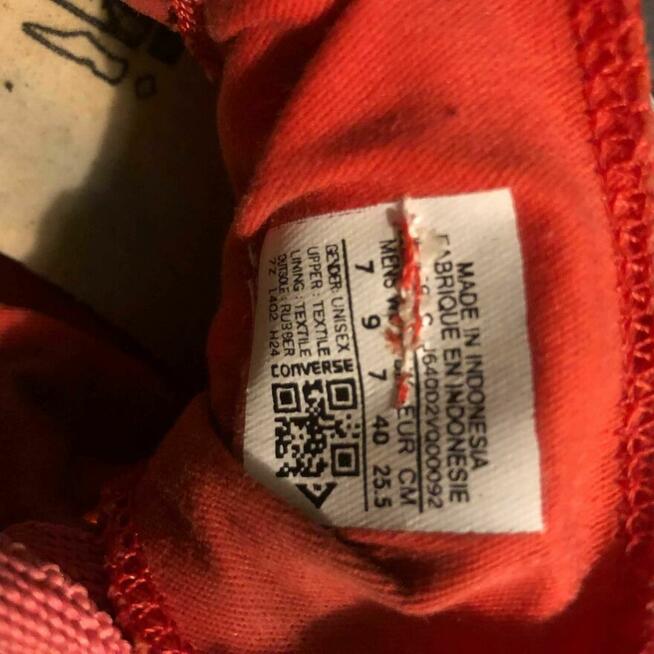 MADE IN INDONESIA
FABRIQUE EN INDONESIE
J640D2VQ00092
MENS EUR CM
7 9 7 40 25.5
GENDER: UNISEX
UPPER : TEXTILE
LINING : TEXTILE
OUTSOLE : RUBBER
7Z L402 H24
CONVERSE